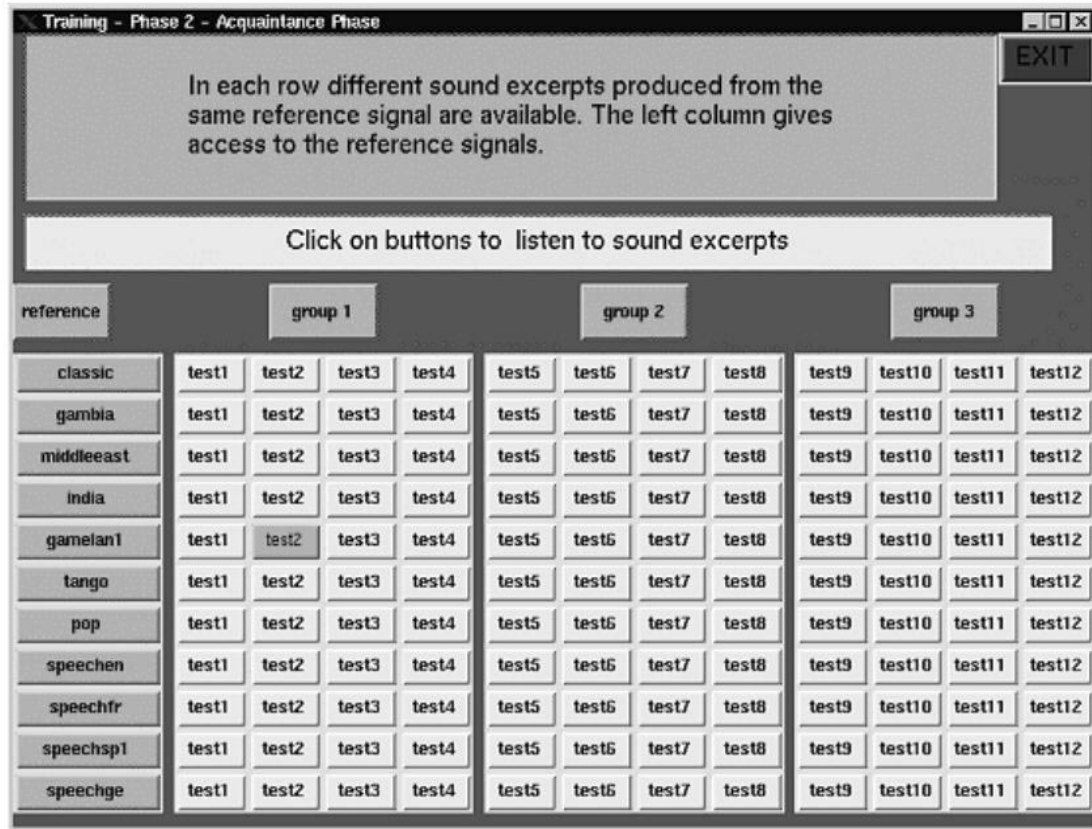 Training - Phase 2 - Acquaintance Phase
EXIT
In each row different sound excerpts produced from the
same reference signal are available. The left column gives
access to the reference signals.
Click on buttons to listen to sound excerpts
reference group 1 group 2 group 3
classic test1 test2 test3 test4 test5 test6 test7 test8 test9 test10 test11 test12
gambia test1 test2 test3 test4 test5 test6 test7 test8 test9 test10 test11 test12
middleeast test1 test2 test3 test4 test5 test6 test7 test8 test9 test10 test11 test12
india test1 test2 test3 test4 test5 test6 test7 test8 test9 test10 test11 test12
gamelan1 test1 test2 test3 test4 test5 test6 test7 test8 test9 test10 test11 test12
tango test1 test2 test3 test4 test5 test6 test7 test8 test9 test10 test11 test12
pop test1 test2 test3 test4 test5 test6 test7 test8 test9 test10 test11 test12
speechen test1 test2 test3 test4 test5 test6 test7 test8 test9 test10 test11 test12
speechfr test1 test2 test3 test4 test5 test6 test7 test8 test9 test10 test11 test12
speechsp1 test1 test2 test3 test4 test5 test6 test7 test8 test9 test10 test11 test12
speechge test1 test2 test3 test4 test5 test6 test7 test8 test9 test10 test11 test12